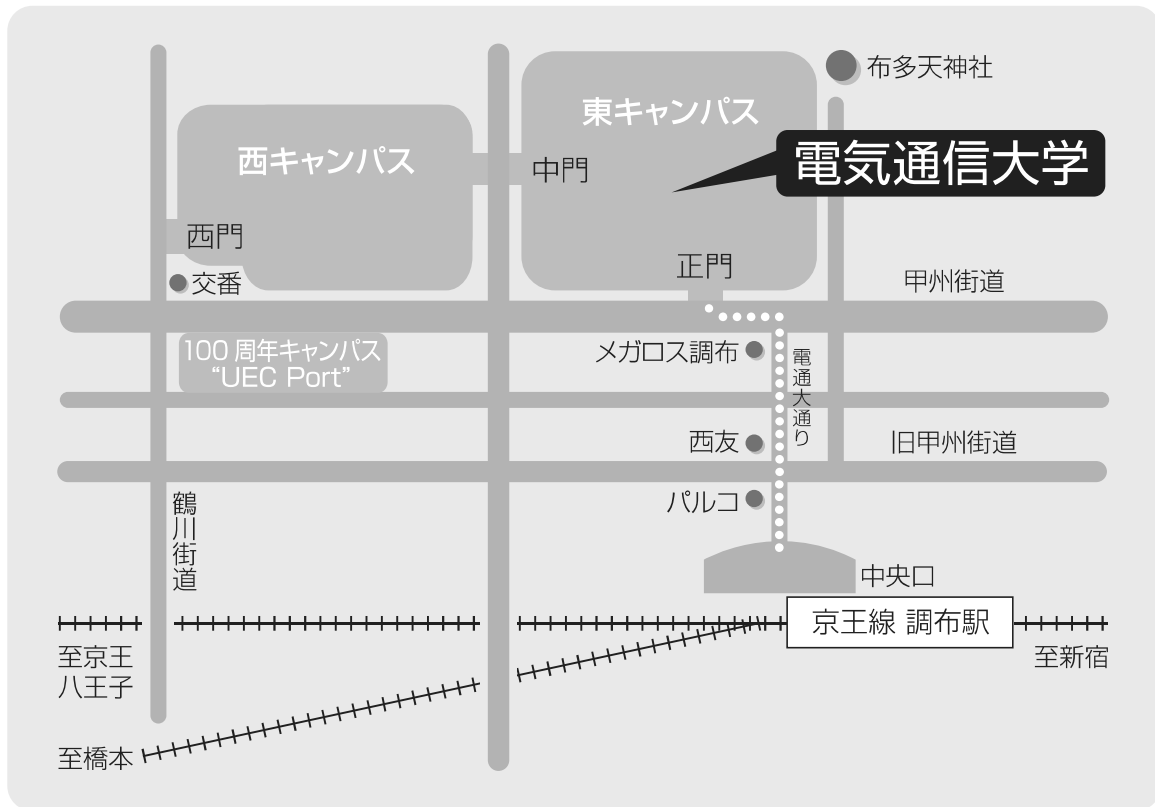 布多天神社
東キャンパス
電気通信大学
西キャンパス
中門
西門
正門
交番
甲州街道
100 周年キャンパス
“UEC Port”
メガロス調布
電通大通り
西友
旧甲州街道
パルコ
鶴川街道
中央口
京王線 調布駅
至京王
八王子
至新宿
至橋本